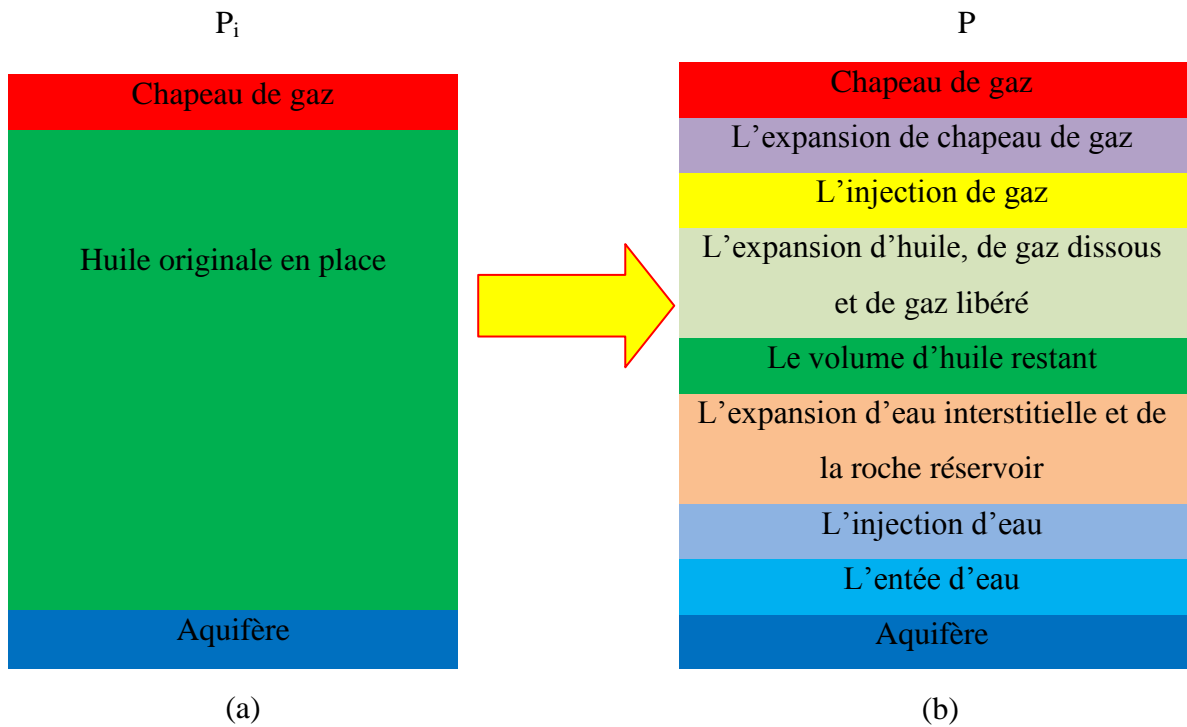 Pi
Chapeau de gaz
Huile originale en place
Aquifère
(a)
P
Chapeau de gaz
L’expansion de chapeau de gaz
L’injection de gaz
L’expansion d’huile, de gaz dissous
et de gaz libéré
Le volume d’huile restant
L’expansion d’eau interstitielle et de
la roche réservoir
L’injection d’eau
L’entée d’eau
Aquifère
(b)